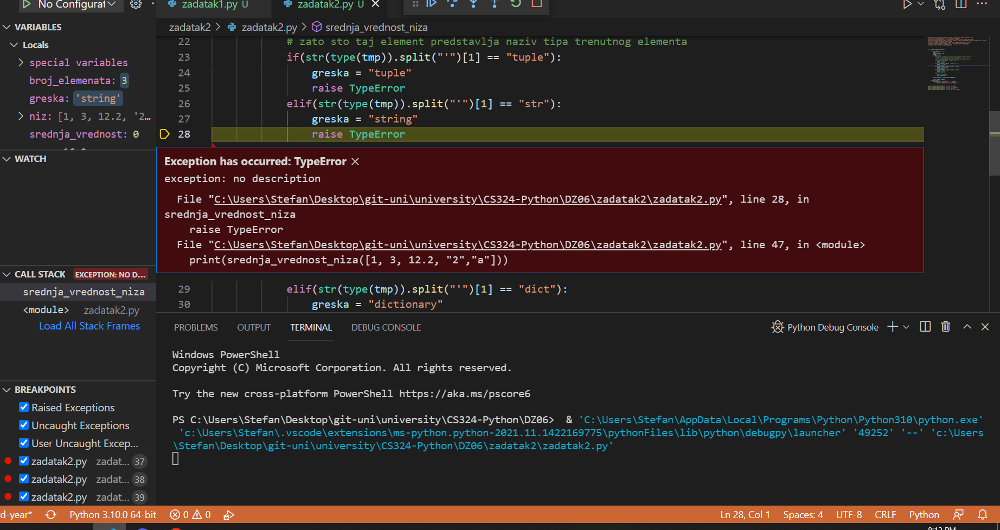 No Configurat
zadatak1.py U
zadatak2.py U
VARIABLES
Locals
special variables
broj_elemenata: 3
greska: 'string'
niz: [1, 3, 12.2, '2…
srednja_vrednost: 0
WATCH
CALL STACK EXCEPTION: NO D...
srednja_vrednost_niza
<module> zadatak2.py
Load All Stack Frames
BREAKPOINTS
Raised Exceptions
Uncaught Exceptions
User Uncaught Excep...
zadatak2.py zadat... 37
zadatak2.py zadat... 38
zadatak2.py zadat... 39
zadatak2 > zadatak2.py > srednja_vrednost_niza
22 # zato sto taj element predstavlja naziv tipa trenutnog elementa
23 if(str(type(tmp)).split("'")[1] == "tuple"):
24 greska = "tuple"
25 raise TypeError
26 elif(str(type(tmp)).split("'")[1] == "str"):
27 greska = "string"
28 raise TypeError
Exception has occurred: TypeError
exception: no description
File "C:\Users\Stefan\Desktop\git-uni\university\CS324-Python\DZ06\zadatak2\zadatak2.py", line 28, in
srednja_vrednost_niza
raise TypeError
File "C:\Users\Stefan\Desktop\git-uni\university\CS324-Python\DZ06\zadatak2\zadatak2.py", line 47, in <module>
print(srednja_vrednost_niza([1, 3, 12.2, "2","a"]))
29 elif(str(type(tmp)).split("'")[1] == "dict"):
30 greska = "dictionary"
PROBLEMS OUTPUT TERMINAL DEBUG CONSOLE
Python Debug Console
Windows PowerShell
Copyright (C) Microsoft Corporation. All rights reserved.
Try the new cross-platform PowerShell https://aka.ms/pscore6
PS C:\Users\Stefan\Desktop\git-uni\university\CS324-Python\DZ06>  & 'C:\Users\Stefan\AppData\Local\Programs\Python\Python310\python.exe'
'c:\Users\Stefan\.vscode\extensions\ms-python.python-2021.11.1422169775\pythonFiles\lib\python\debugpy\launcher' '49252' '--' 'c:\Users
\Stefan\Desktop\git-uni\university\CS324-Python\DZ06\zadatak2\zadatak2.py'
d-year* Python 3.10.0 64-bit 0 0 Ln 28, Col 1 Spaces: 4 UTF-8 CRLF Python